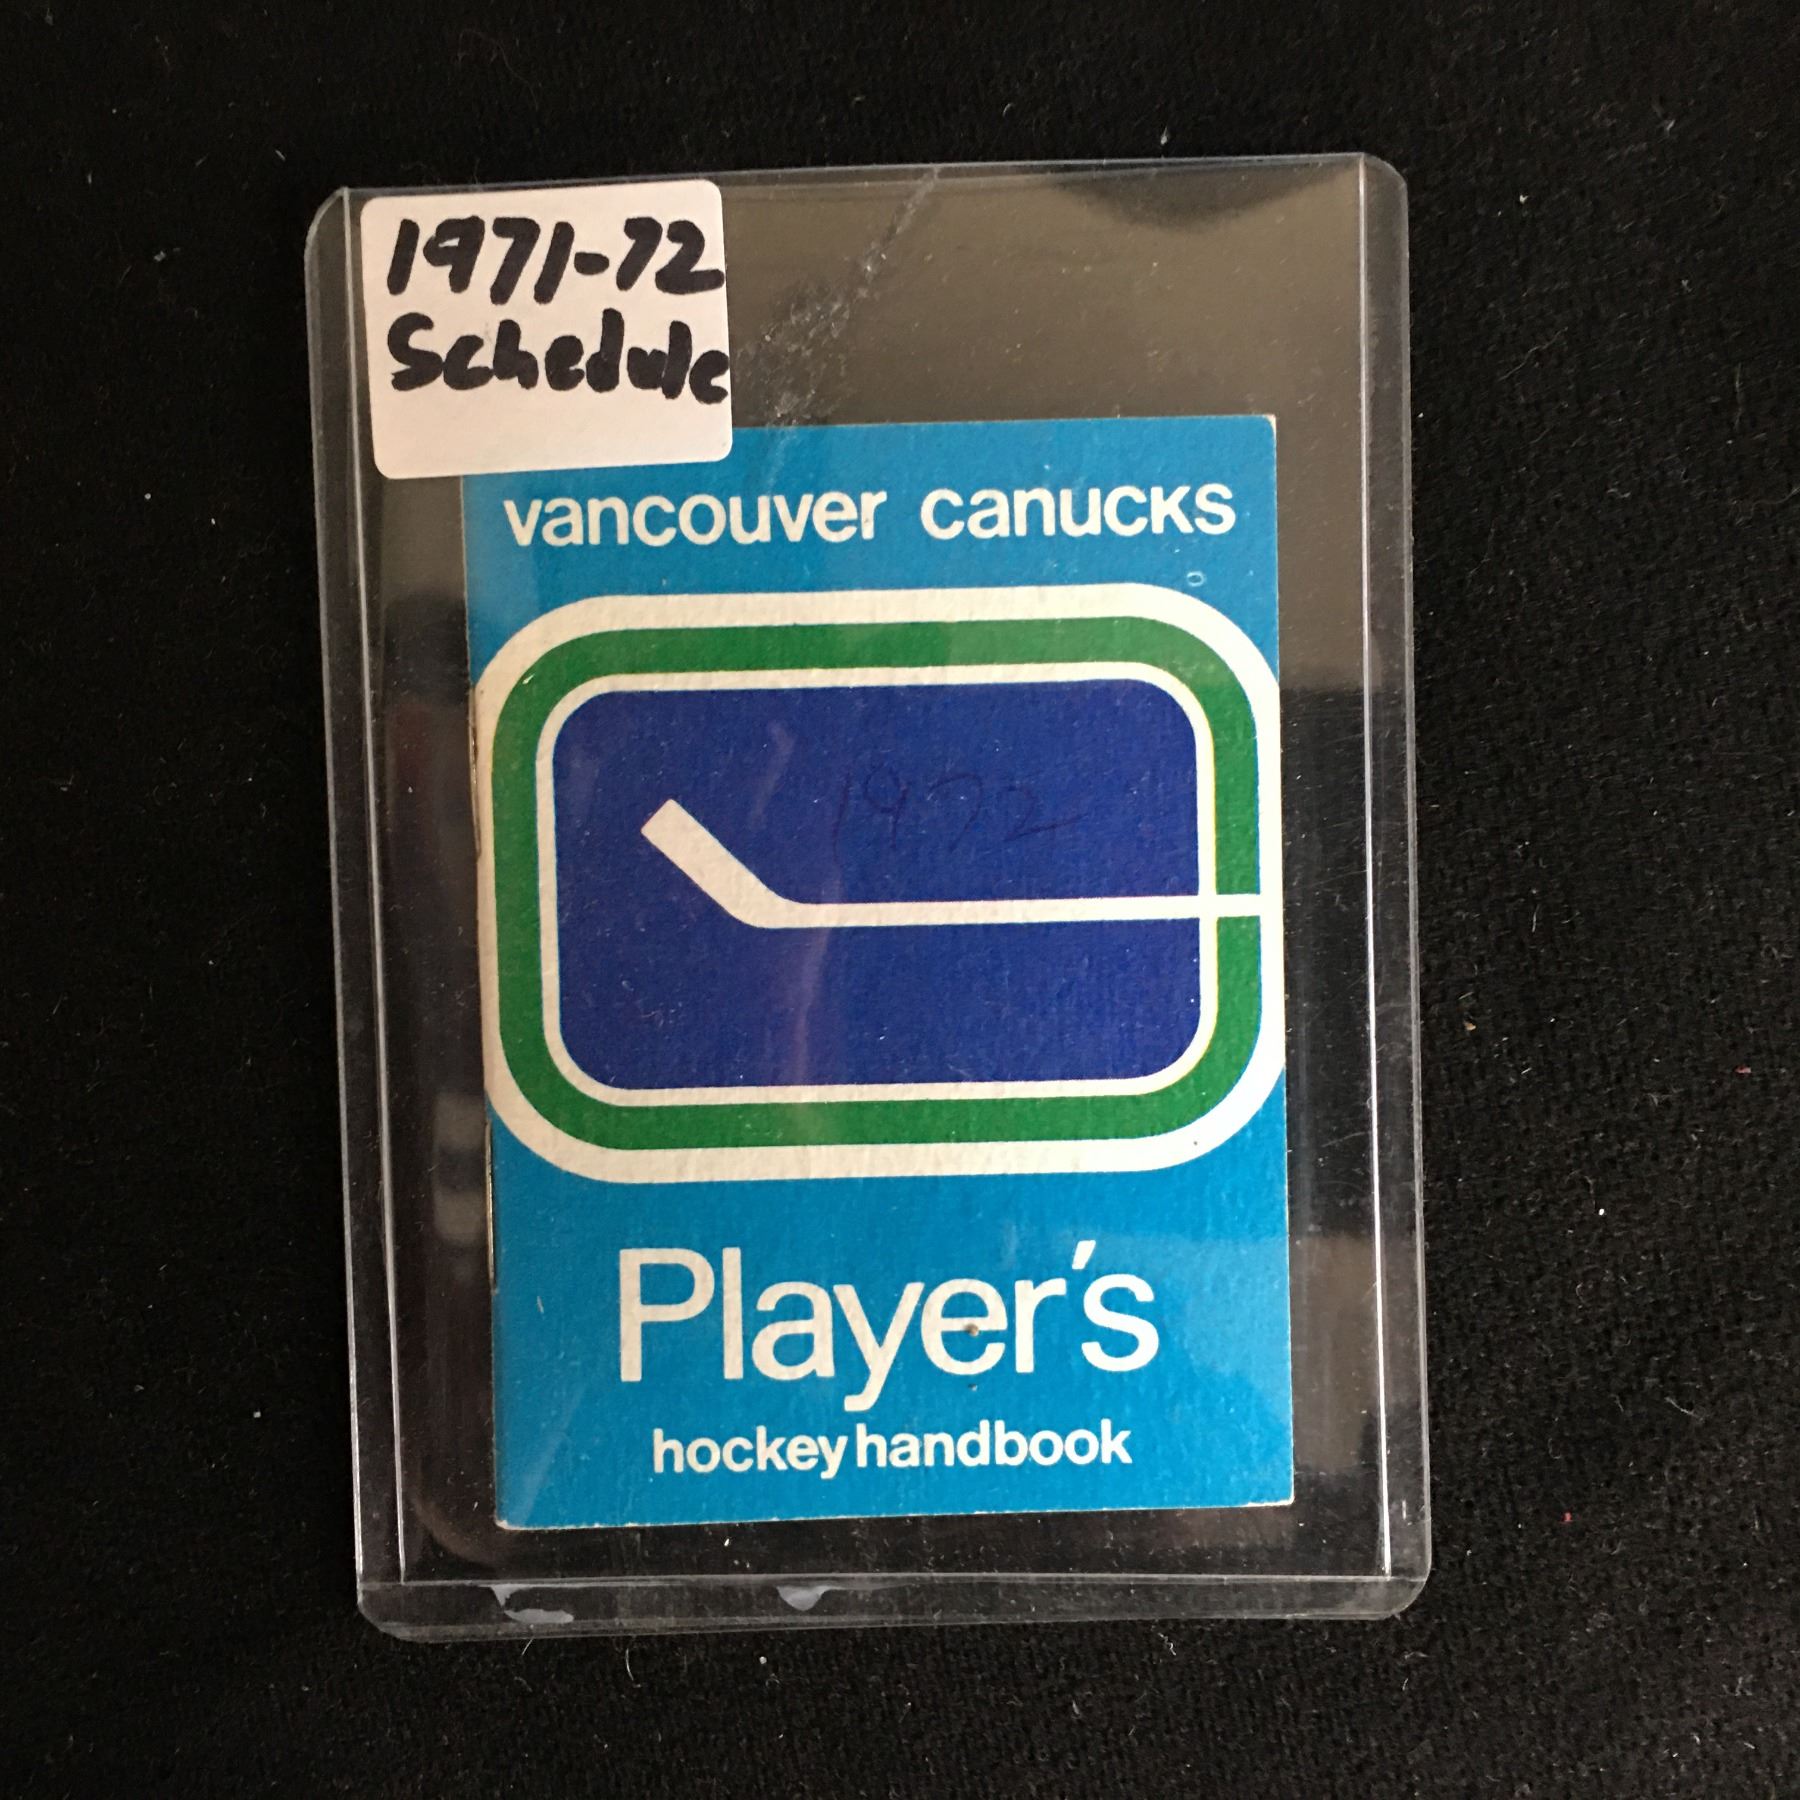 1971-72
Schedule
vancouver canucks
1972
Player's
hockey handbook